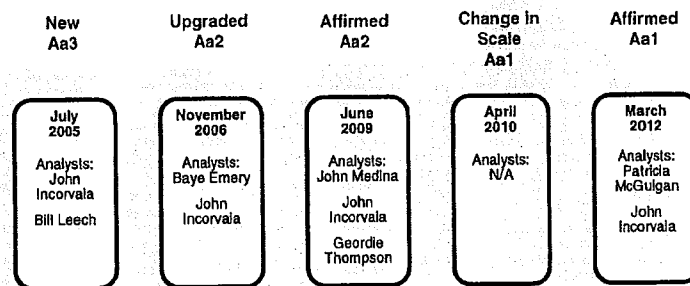 New
Aa3
Upgraded
Aa2
Affirmed
Aa2
Change in
Scale
Aa1
Affirmed
Aa1
July
2005
Analysts:
John
Incorvaia
Bill Leech
November
2006
Analysts:
Baye Emery
John
Incorvaia
June
2009
Analysts:
John Medina
John
Incorvaia
Geordie
Thompson
April
2010
Analysts:
N/A
March
2012
Analysts:
Patricia
McGuigan
John
Incorvaia